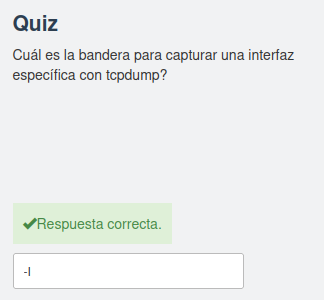 Quiz
Cuál es la bandera para capturar una interfaz
específica con tcpdump?
Respuesta correcta.
-I